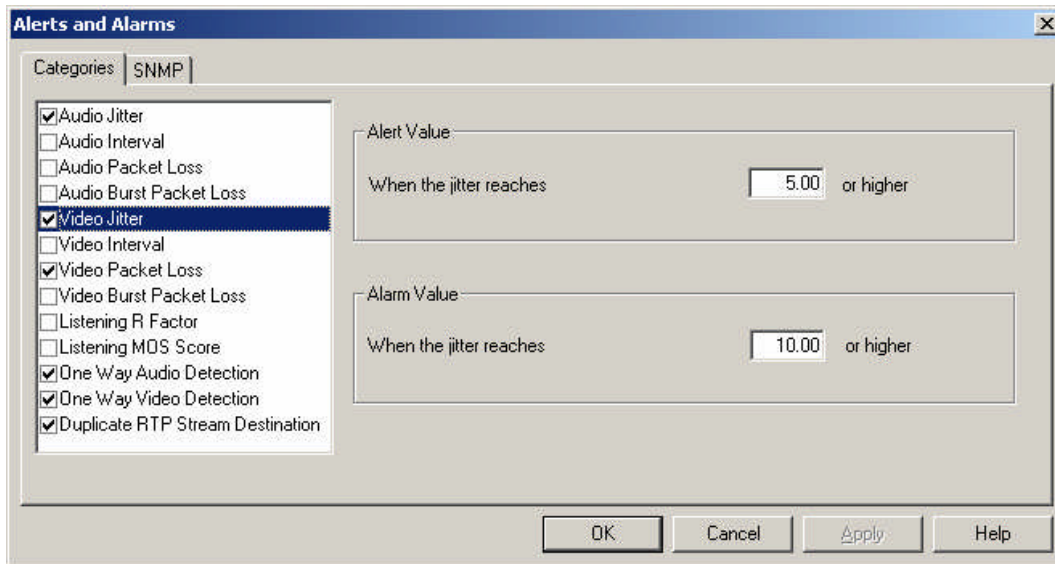 Alerts and Alarms
Categories
SNMP
Audio Jitter
Audio Interval
Audio Packet Loss
Audio Burst Packet Loss
Video Jitter
Video Interval
Video Packet Loss
Video Burst Packet Loss
Listening R Factor
Listening MOS Score
One Way Audio Detection
One Way Video Detection
Duplicate RTP Stream Destination
Alert Value
When the jitter reaches 5.00 or higher
Alarm Value
When the jitter reaches 10.00 or higher
OK Cancel Apply Help